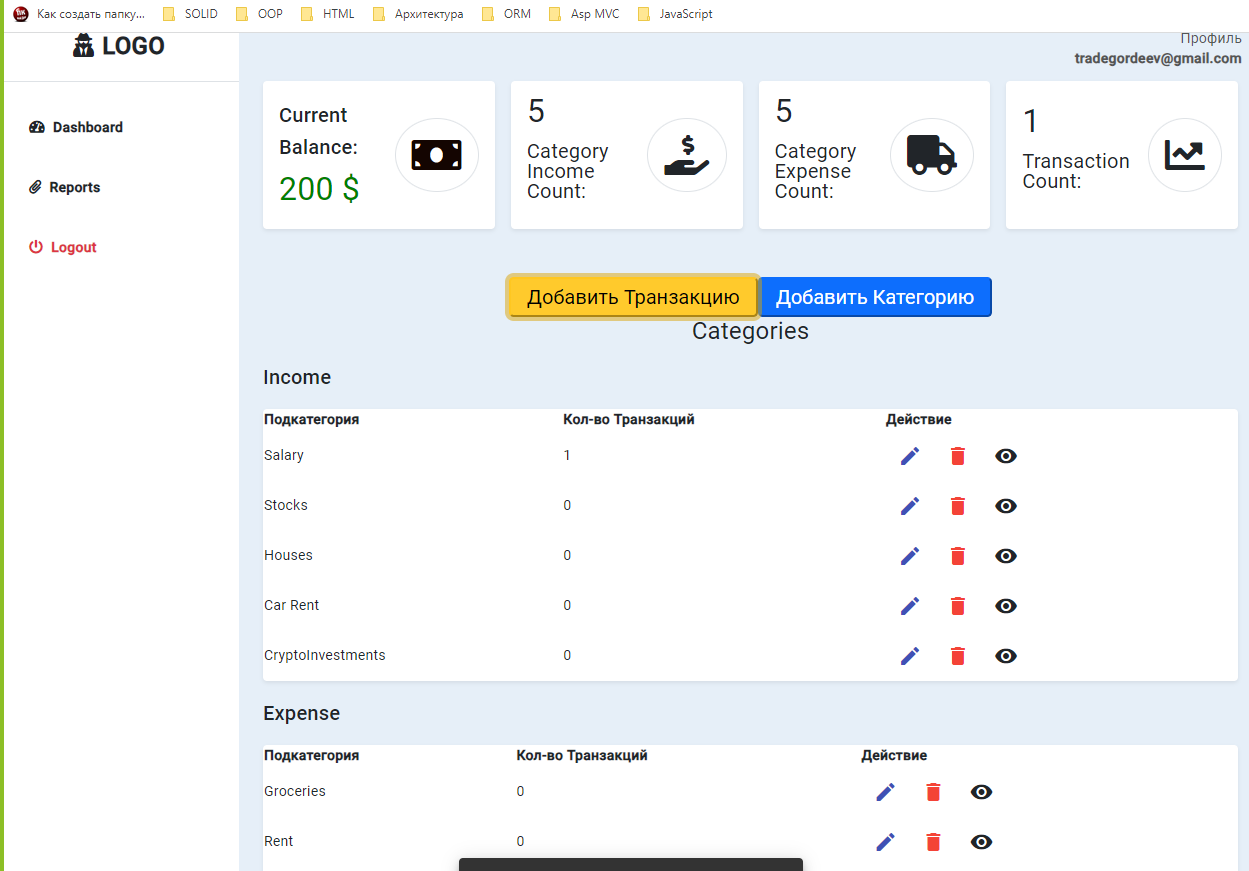 Как создать папку... SOLID OOP HTML Архитектура ORM Asp MVC JavaScript
LOGO
Профиль
tradegordeev@gmail.com
Dashboard
Reports
Logout
Current
Balance:
200 $
5
Category
Income
Count:
5
Category
Expense
Count:
1
Transaction
Count:
Добавить Транзакцию Добавить Категорию
Categories
Income
Подкатегория Кол-во Транзакций Действие
Salary 1
Stocks 0
Houses 0
Car Rent 0
CryptoInvestments 0
Expense
Подкатегория Кол-во Транзакций Действие
Groceries 0
Rent 0